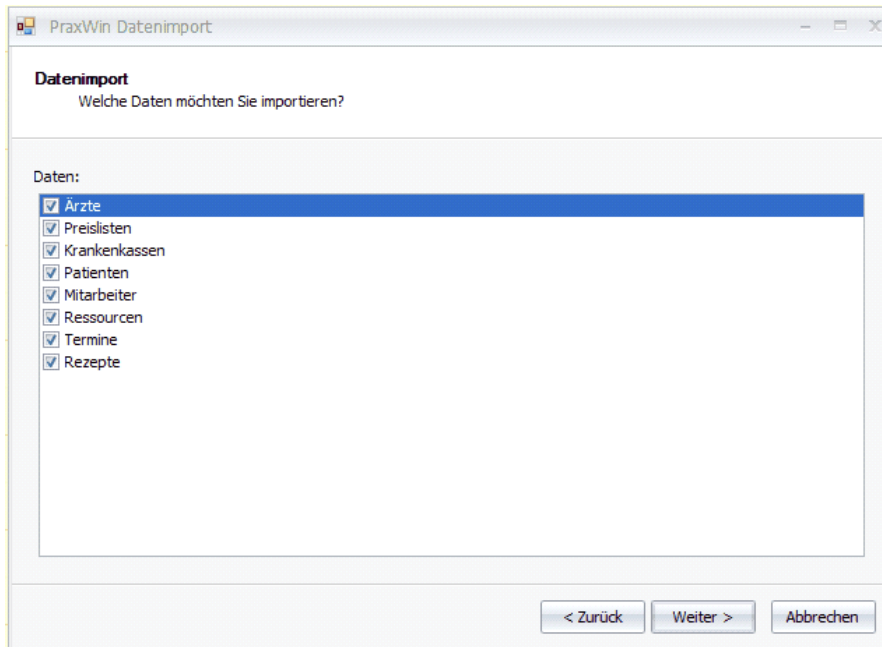 PraxWin Datenimport
Datenimport
Welche Daten möchten Sie importieren?
Daten:
Ärzte
Preislisten
Krankenkassen
Patienten
Mitarbeiter
Ressourcen
Termine
Rezepte
< Zurück
Weiter >
Abbrechen